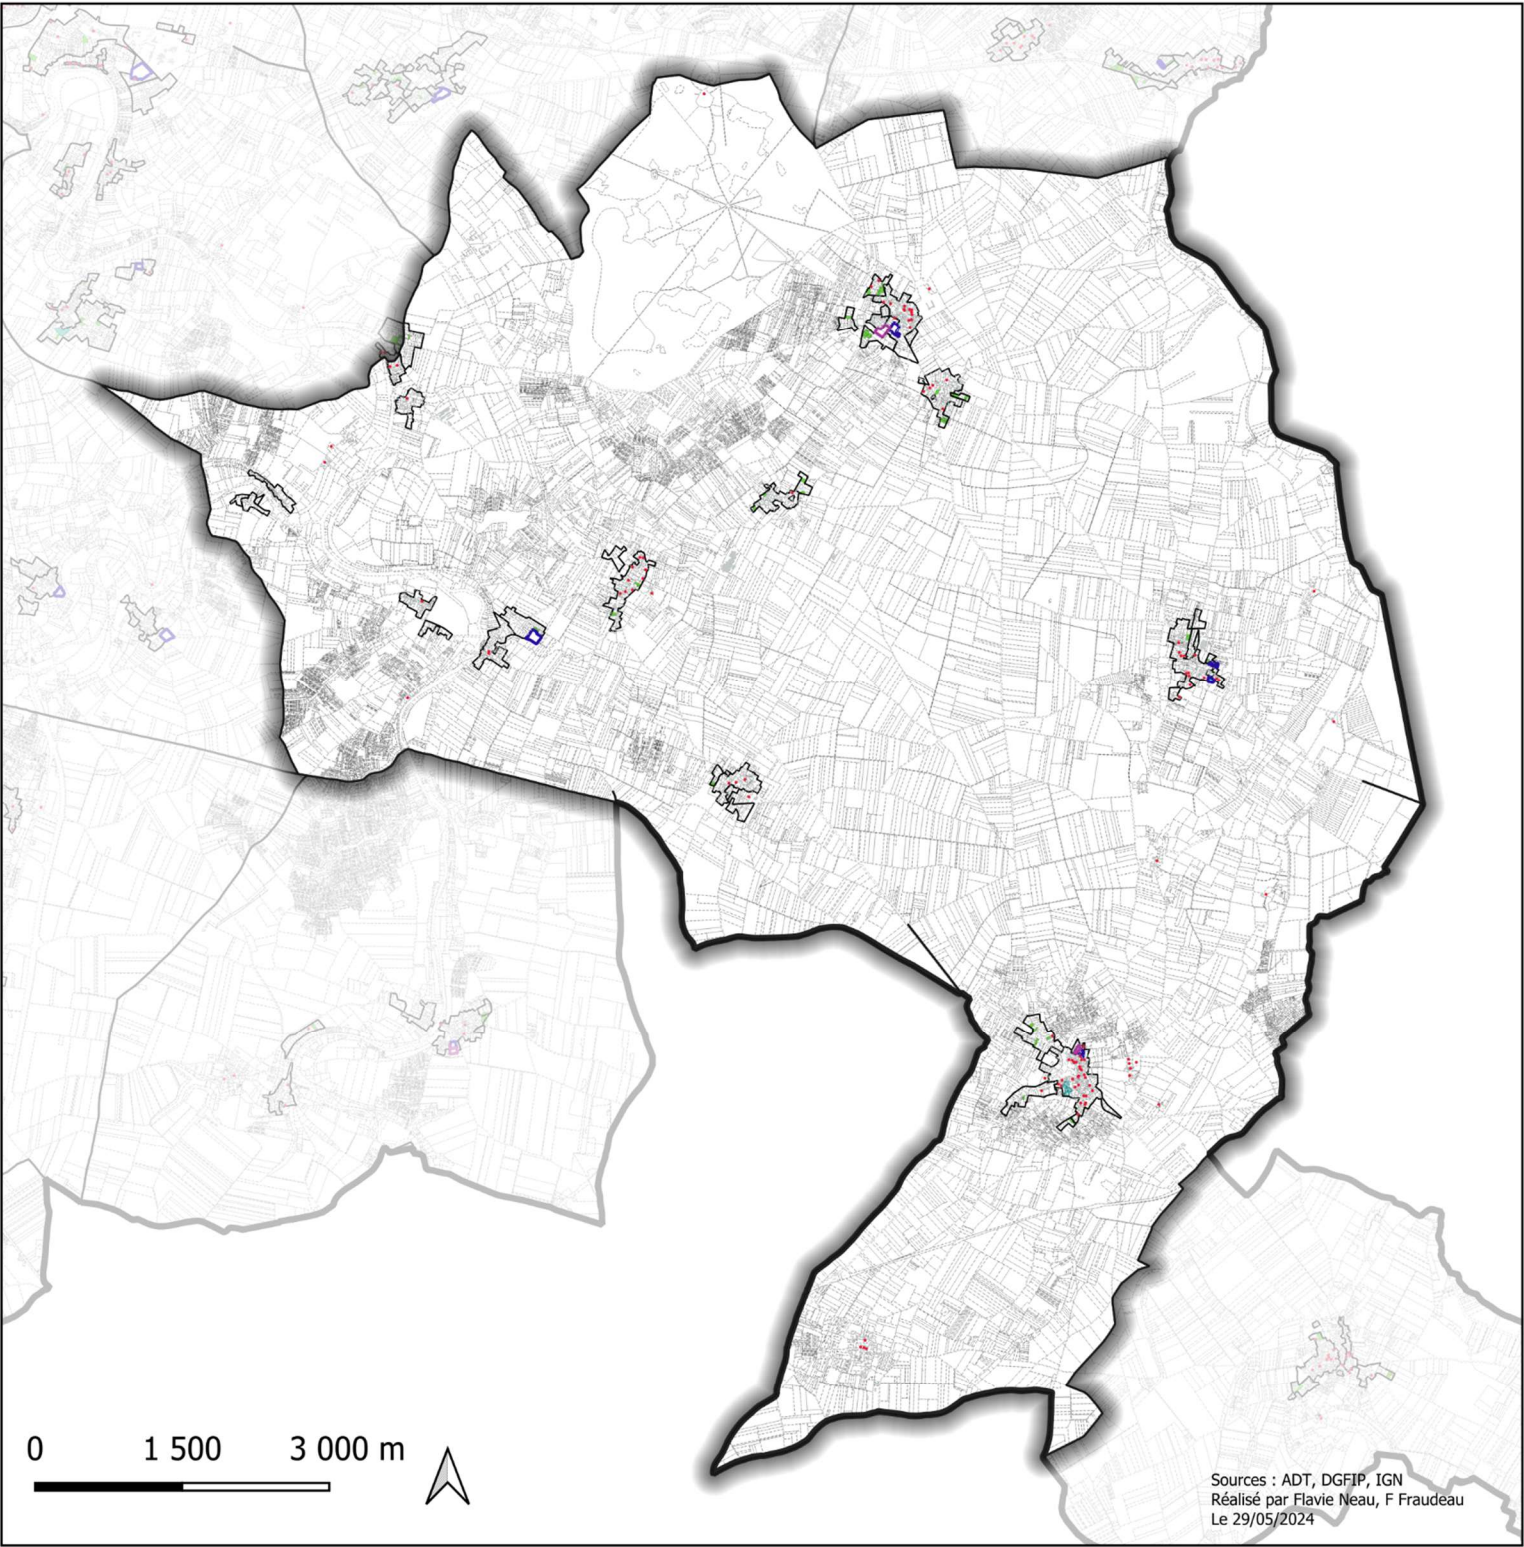 0 1 500 3 000 m
Sources : ADT, DGFIP, IGN
Réalisé par Flavie Neau, F Fraudeau
Le 29/05/2024